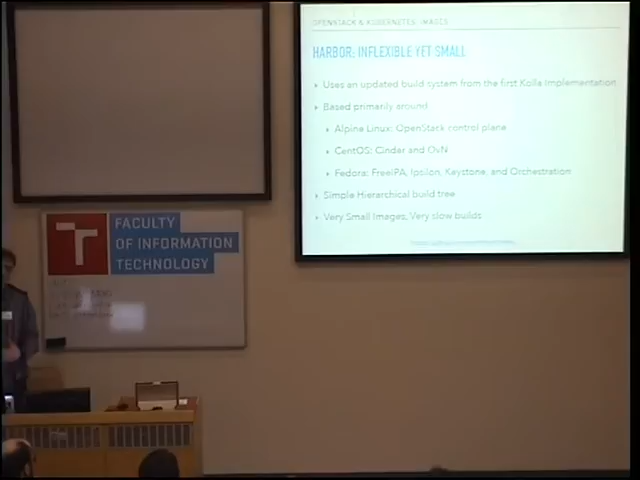 OPENSTACK & KUBERNETES: IMAGES
HARBOR: INFLEXIBLE YET SMALL
Uses an updated build system from the first Kolla Implementation
Based primarily around:
Alpine Linux: OpenStack control plane
CentOS: Cinder and OvN
Fedora: FreeIPA, Ipsilon, Keystone, and Orchestration
Simple Hierarchical build tree
Very Small Images, Very slow builds
FACULTY
OF INFORMATION
TECHNOLOGY